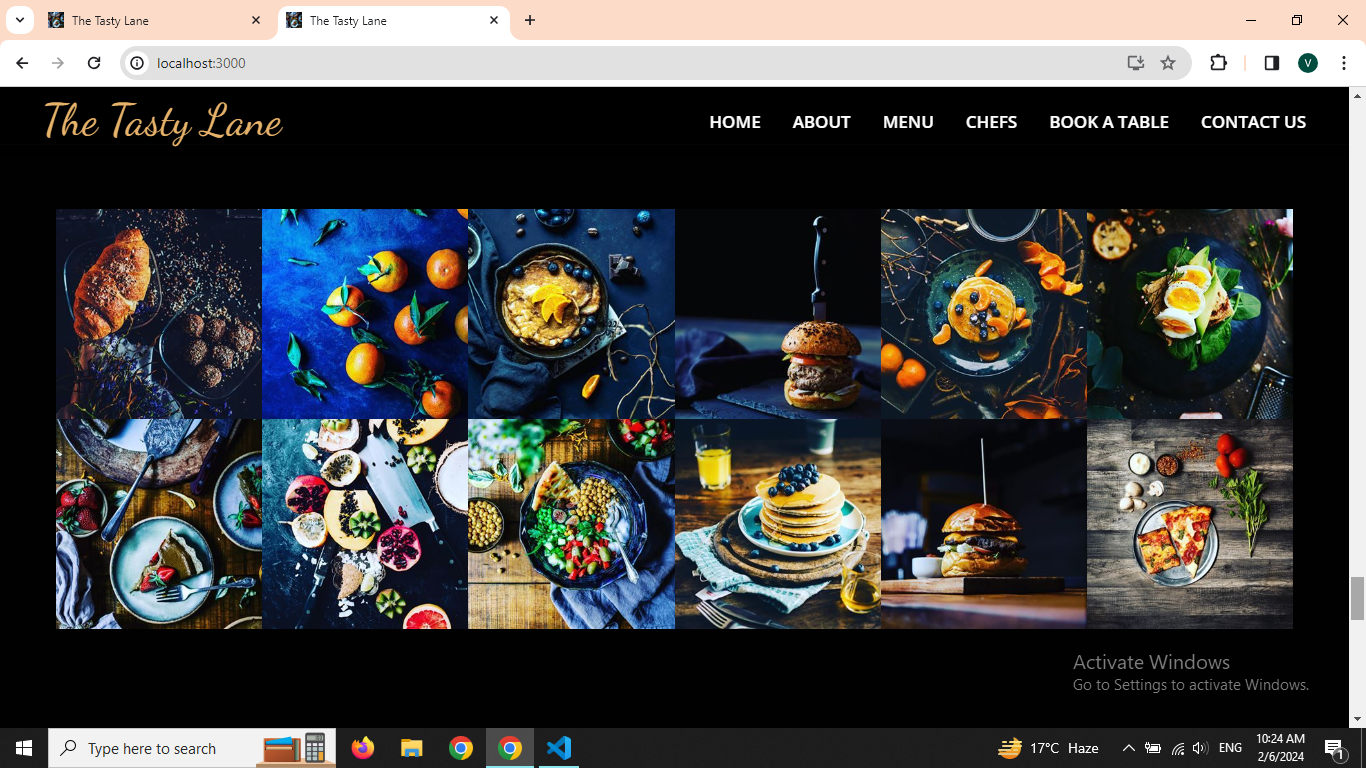 The Tasty Lane
The Tasty Lane
localhost:3000
V
The Tasty Lane
HOME ABOUT MENU CHEFS BOOK A TABLE CONTACT US
Activate Windows
Go to Settings to activate Windows.
Type here to search
17°C Haze
ENG
10:24 AM
2/6/2024
1